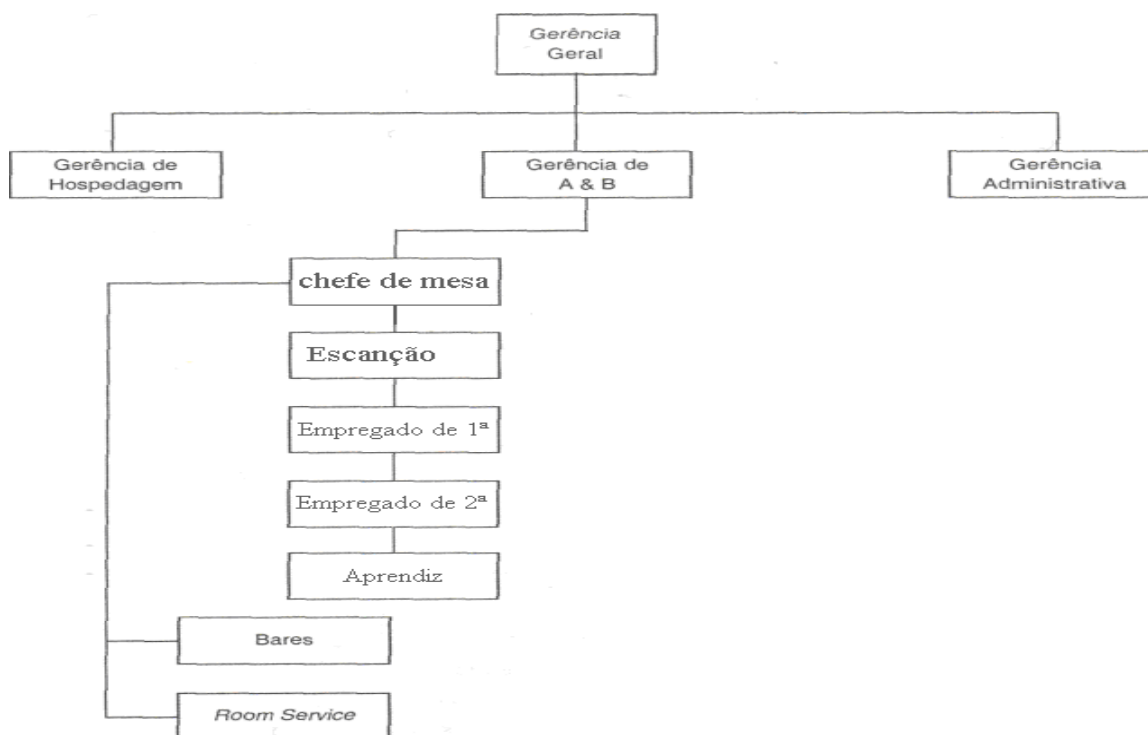 Gerência
Geral
Gerência de
Hospedagem
Gerência de
A & B
Gerência
Administrativa
chefe de mesa
Escanção
Empregado de 1ª
Empregado de 2ª
Aprendiz
Bares
Room Service